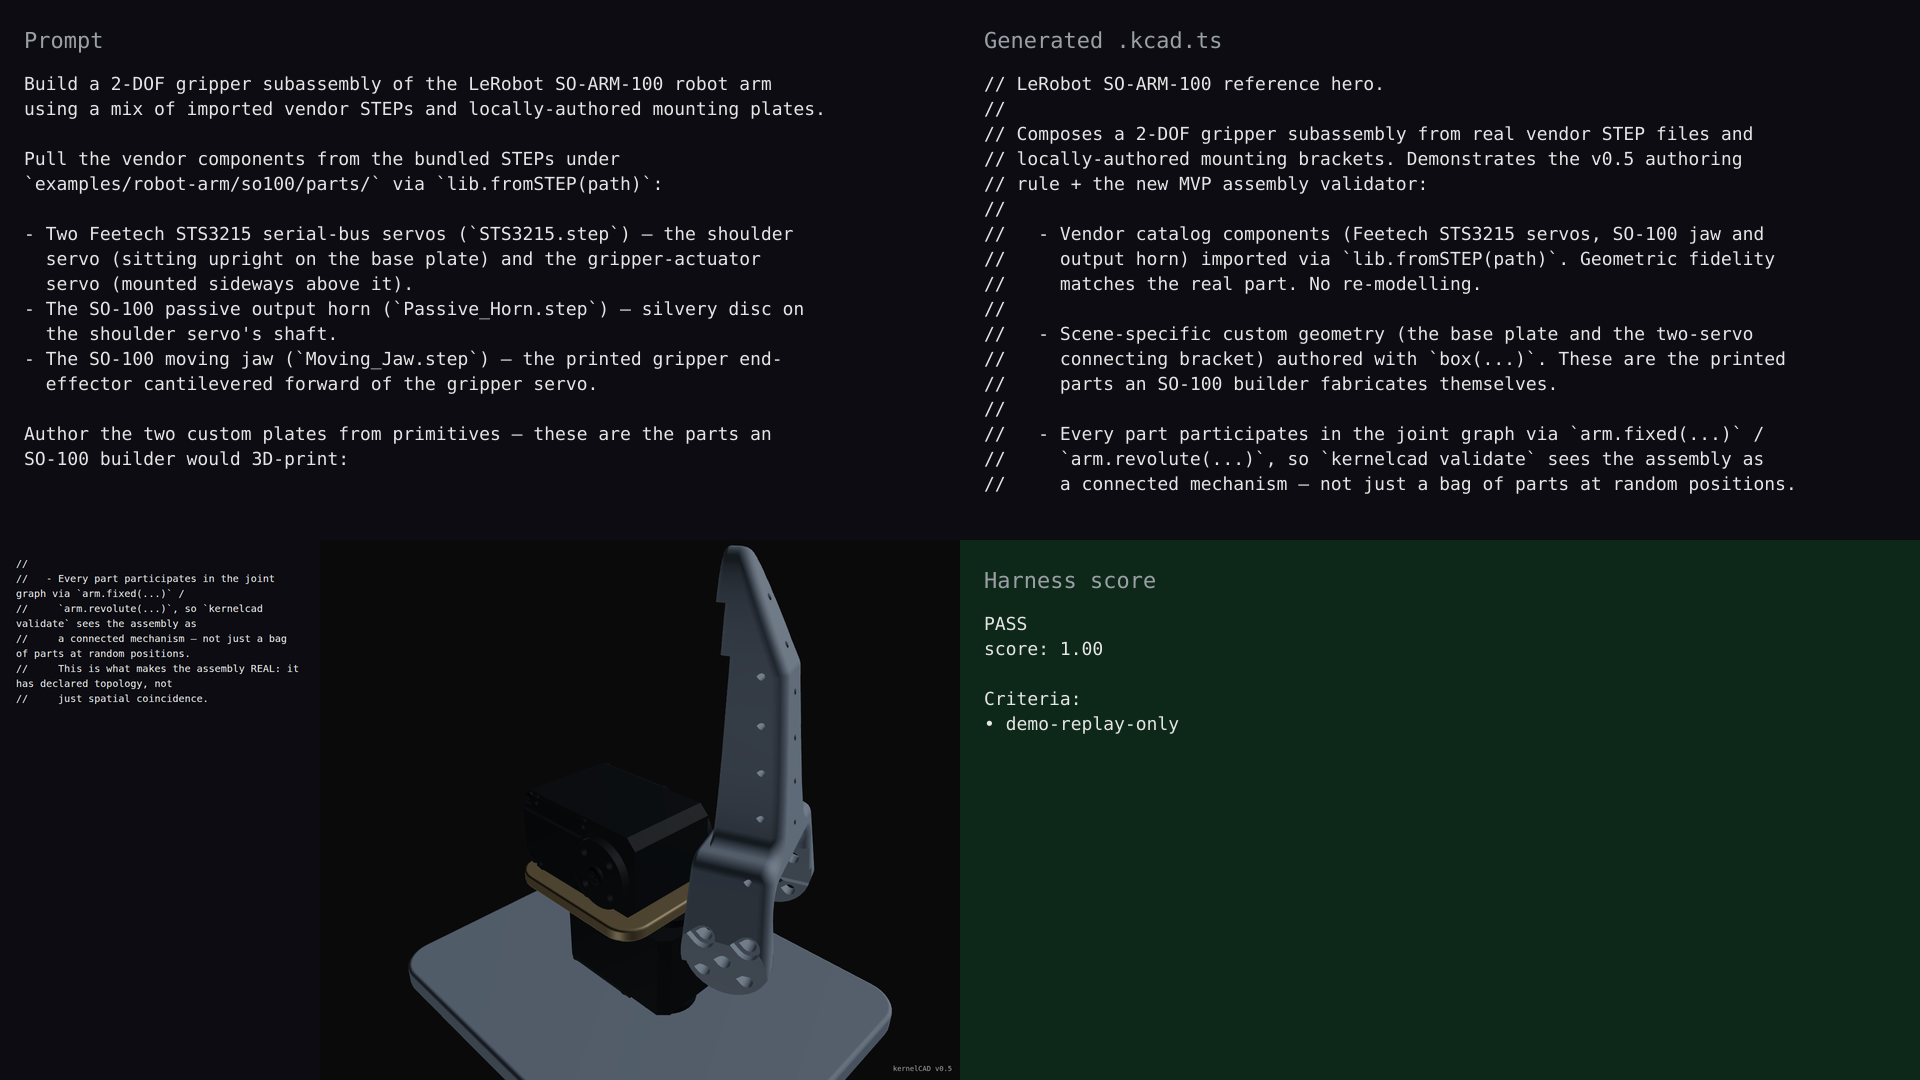 Prompt
Build a 2-DOF gripper subassembly of the LeRobot SO-ARM-100 robot arm
using a mix of imported vendor STEPs and locally-authored mounting plates.
Pull the vendor components from the bundled STEPs under
`examples/robot-arm/so100/parts/` via `lib.fromSTEP(path)`:
- Two Feetech STS3215 serial-bus servos (`STS3215.step`) — the shoulder
servo (sitting upright on the base plate) and the gripper-actuator
servo (mounted sideways above it).
- The SO-100 passive output horn (`Passive_Horn.step`) — silvery disc on
the shoulder servo's shaft.
- The SO-100 moving jaw (`Moving_Jaw.step`) — the printed gripper end-
effector cantilevered forward of the gripper servo.
Author the two custom plates from primitives — these are the parts an
SO-100 builder would 3D-print:
Generated .kcad.ts
// LeRobot SO-ARM-100 reference hero.
//
// Composes a 2-DOF gripper subassembly from real vendor STEP files and
// locally-authored mounting brackets. Demonstrates the v0.5 authoring
// rule + the new MVP assembly validator:
//
//   - Vendor catalog components (Feetech STS3215 servos, SO-100 jaw and
//     output horn) imported via `lib.fromSTEP(path)`. Geometric fidelity
//     matches the real part. No re-modelling.
//
//   - Scene-specific custom geometry (the base plate and the two-servo
//     connecting bracket) authored with `box(...)`. These are the printed
//     parts an SO-100 builder fabricates themselves.
//
//   - Every part participates in the joint graph via `arm.fixed(...)` /
//     `arm.revolute(...)`, so `kernelcad validate` sees the assembly as
//     a connected mechanism — not just a bag of parts at random positions.
//
//   - Every part participates in the joint
graph via `arm.fixed(...)` /
//     `arm.revolute(...)`, so `kernelcad
validate` sees the assembly as
//     a connected mechanism — not just a bag
of parts at random positions.
//     This is what makes the assembly REAL: it
has declared topology, not
//     just spatial coincidence.
kernelCAD v0.5
Harness score
PASS
score: 1.00
Criteria:
• demo-replay-only